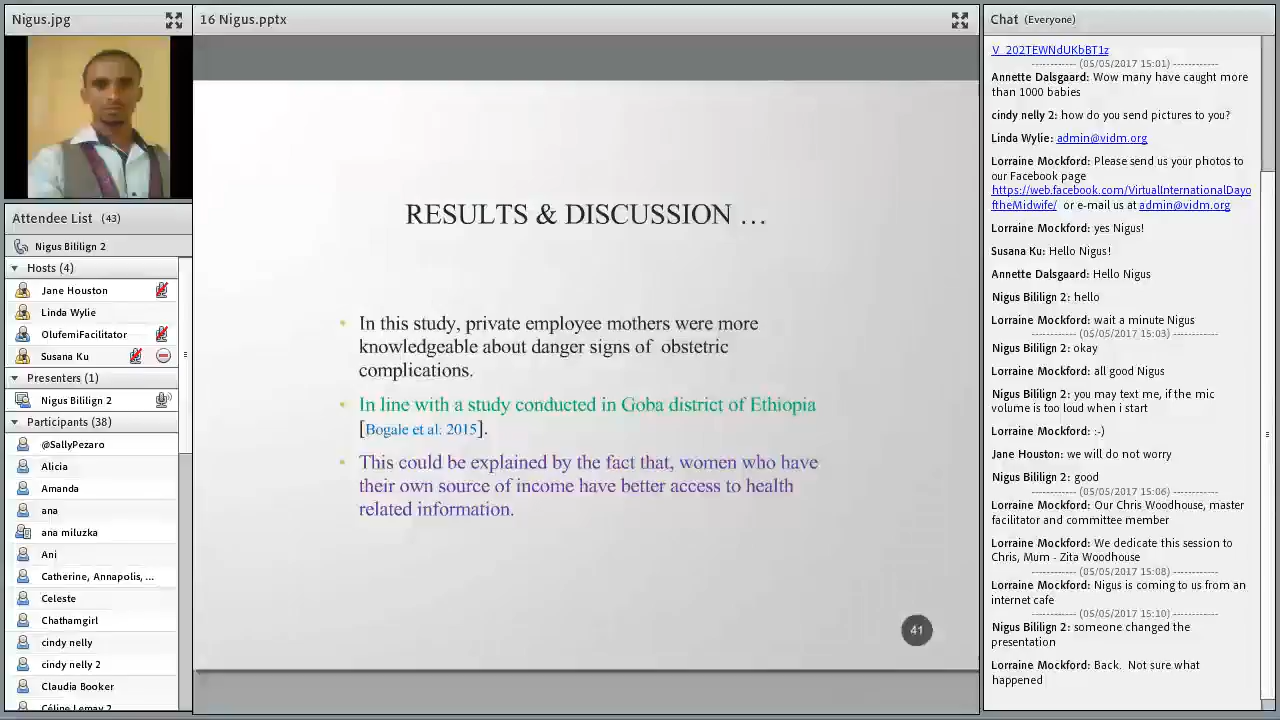 Nigus.jpg
Attendee List (43)
Nigus Bililign 2
Hosts (4)
Jane Houston
Linda Wylie
OlufemiFacilitator
Susana Ku
Presenters (1)
Nigus Bililign 2
Participants (38)
@SallyPezaro
Alicia
Amanda
ana
ana miluzka
Ani
Catherine, Annapolis, ...
Celeste
Chathamgirl
cindy nelly
cindy nelly 2
Claudia Booker
Céline Lemay 2
16 Nigus.pptx
RESULTS & DISCUSSION …
• In this study, private employee mothers were more
knowledgeable about danger signs of obstetric
complications.
• In line with a study conducted in Goba district of Ethiopia
[Bogale et al: 2015].
• This could be explained by the fact that, women who have
their own source of income have better access to health
related information.
41
Chat (Everyone)
V_202TEWNdUKbBT1z
------------ (05/05/2017 15:01) ------------
Annette Dalsgaard: Wow many have caught more
than 1000 babies
cindy nelly 2: how do you send pictures to you?
Linda Wylie: admin@vidm.org
Lorraine Mockford: Please send us your photos to
our Facebook page
https://web.facebook.com/VirtualInternationalDayo
ftheMidwife/ or e-mail us at admin@vidm.org
Lorraine Mockford: yes Nigus!
Susana Ku: Hello Nigus!
Annette Dalsgaard: Hello Nigus
Nigus Bililign 2: hello
Lorraine Mockford: wait a minute Nigus
------------ (05/05/2017 15:03) ------------
Nigus Bililign 2: okay
Lorraine Mockford: all good Nigus
Nigus Bililign 2: you may text me, if the mic
volume is too loud when i start
Lorraine Mockford: :-)
Jane Houston: we will do not worry
Nigus Bililign 2: good
------------ (05/05/2017 15:06) ------------
Lorraine Mockford: Our Chris Woodhouse, master
facilitator and committee member
Lorraine Mockford: We dedicate this session to
Chris, Mum - Zita Woodhouse
------------ (05/05/2017 15:08) ------------
Lorraine Mockford: Nigus is coming to us from an
internet cafe
------------ (05/05/2017 15:10) ------------
Nigus Bililign 2: someone changed the
presentation
Lorraine Mockford: Back. Not sure what
happened